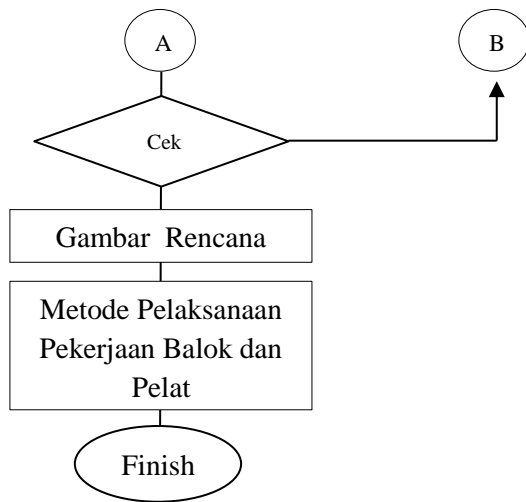 A
B
Cek
Gambar Rencana
Metode Pelaksanaan
Pekerjaan Balok dan
Pelat
Finish